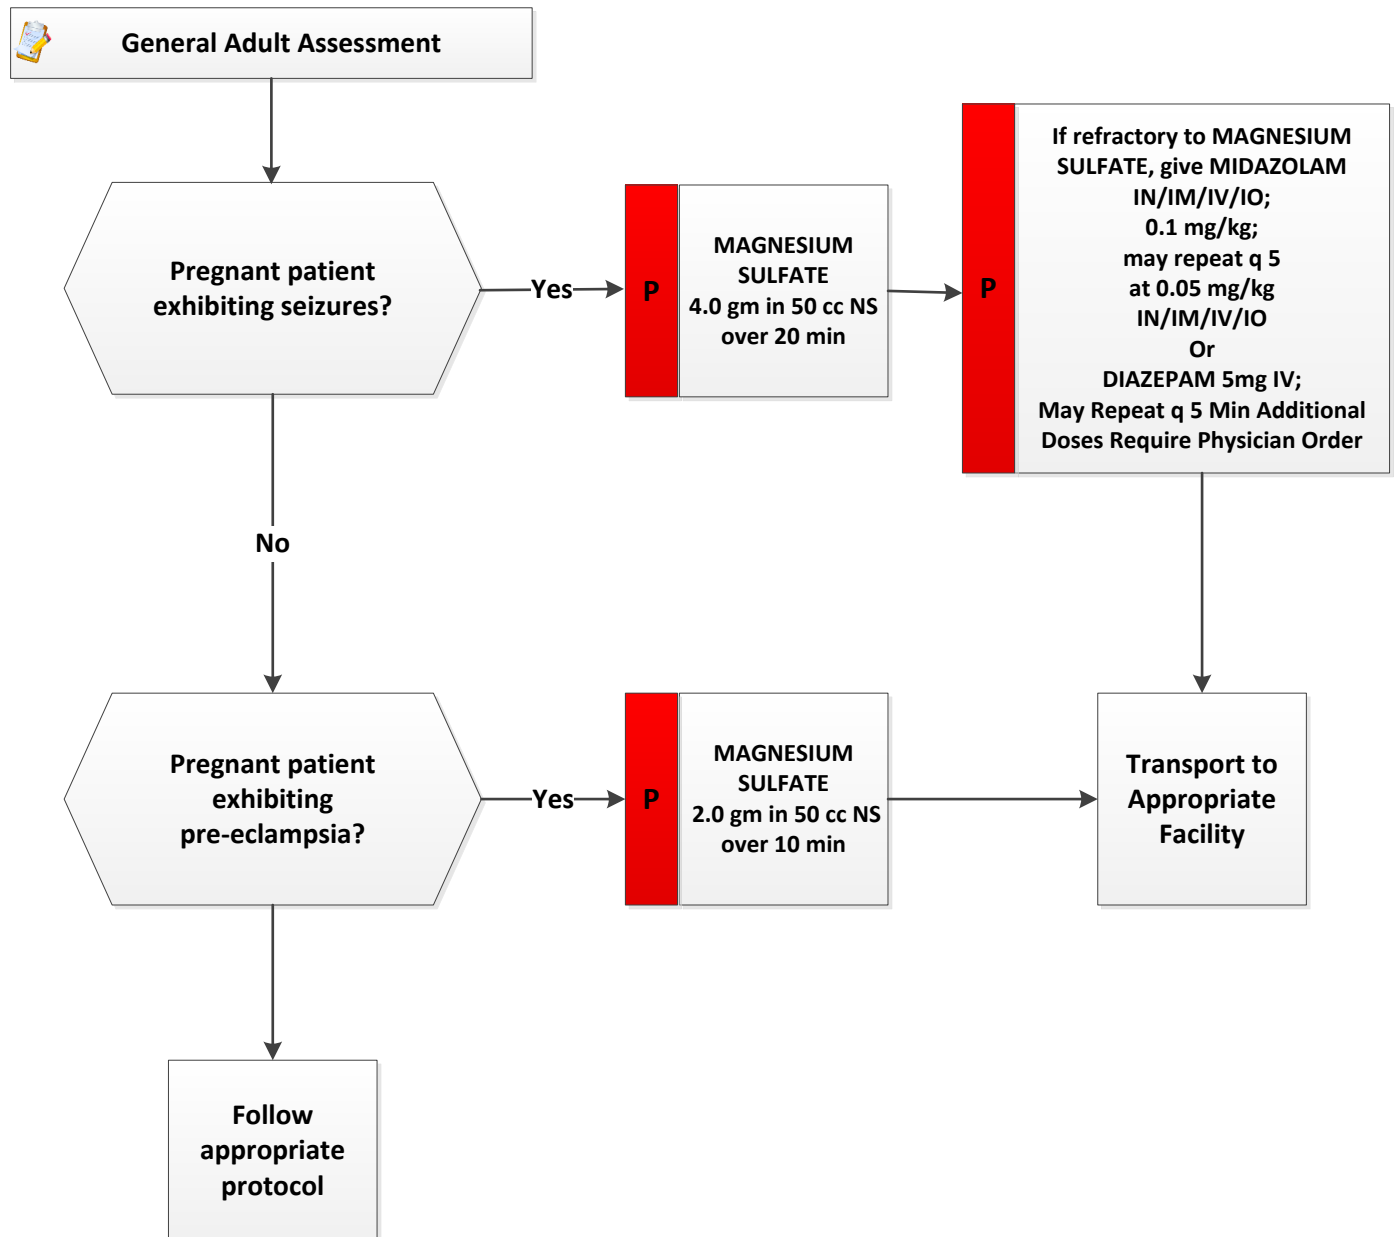 General Adult Assessment
Pregnant patient
exhibiting seizures?
Yes
P
MAGNESIUM
SULFATE
4.0 gm in 50 cc NS
over 20 min
P
If refractory to MAGNESIUM
SULFATE, give MIDAZOLAM
IN/IM/IV/IO;
0.1 mg/kg;
may repeat q 5
at 0.05 mg/kg
IN/IM/IV/IO
Or
DIAZEPAM 5mg IV;
May Repeat q 5 Min Additional
Doses Require Physician Order
No
Pregnant patient
exhibiting
pre-eclampsia?
Yes
P
MAGNESIUM
SULFATE
2.0 gm in 50 cc NS
over 10 min
Transport to
Appropriate
Facility
Follow
appropriate
protocol